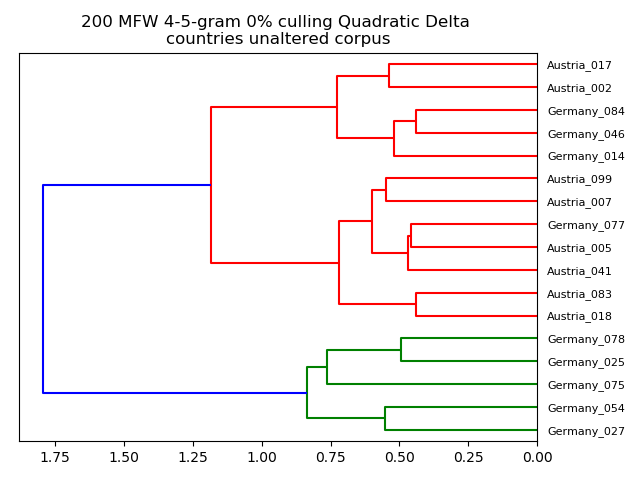 200 MFW 4-5-gram 0% culling Quadratic Delta
countries unaltered corpus
Austria_017
Austria_002
Germany_084
Germany_046
Germany_014
Austria_099
Austria_007
Germany_077
Austria_005
Austria_041
Austria_083
Austria_018
Germany_078
Germany_025
Germany_075
Germany_054
Germany_027
1.75 1.50 1.25 1.00 0.75 0.50 0.25 0.00